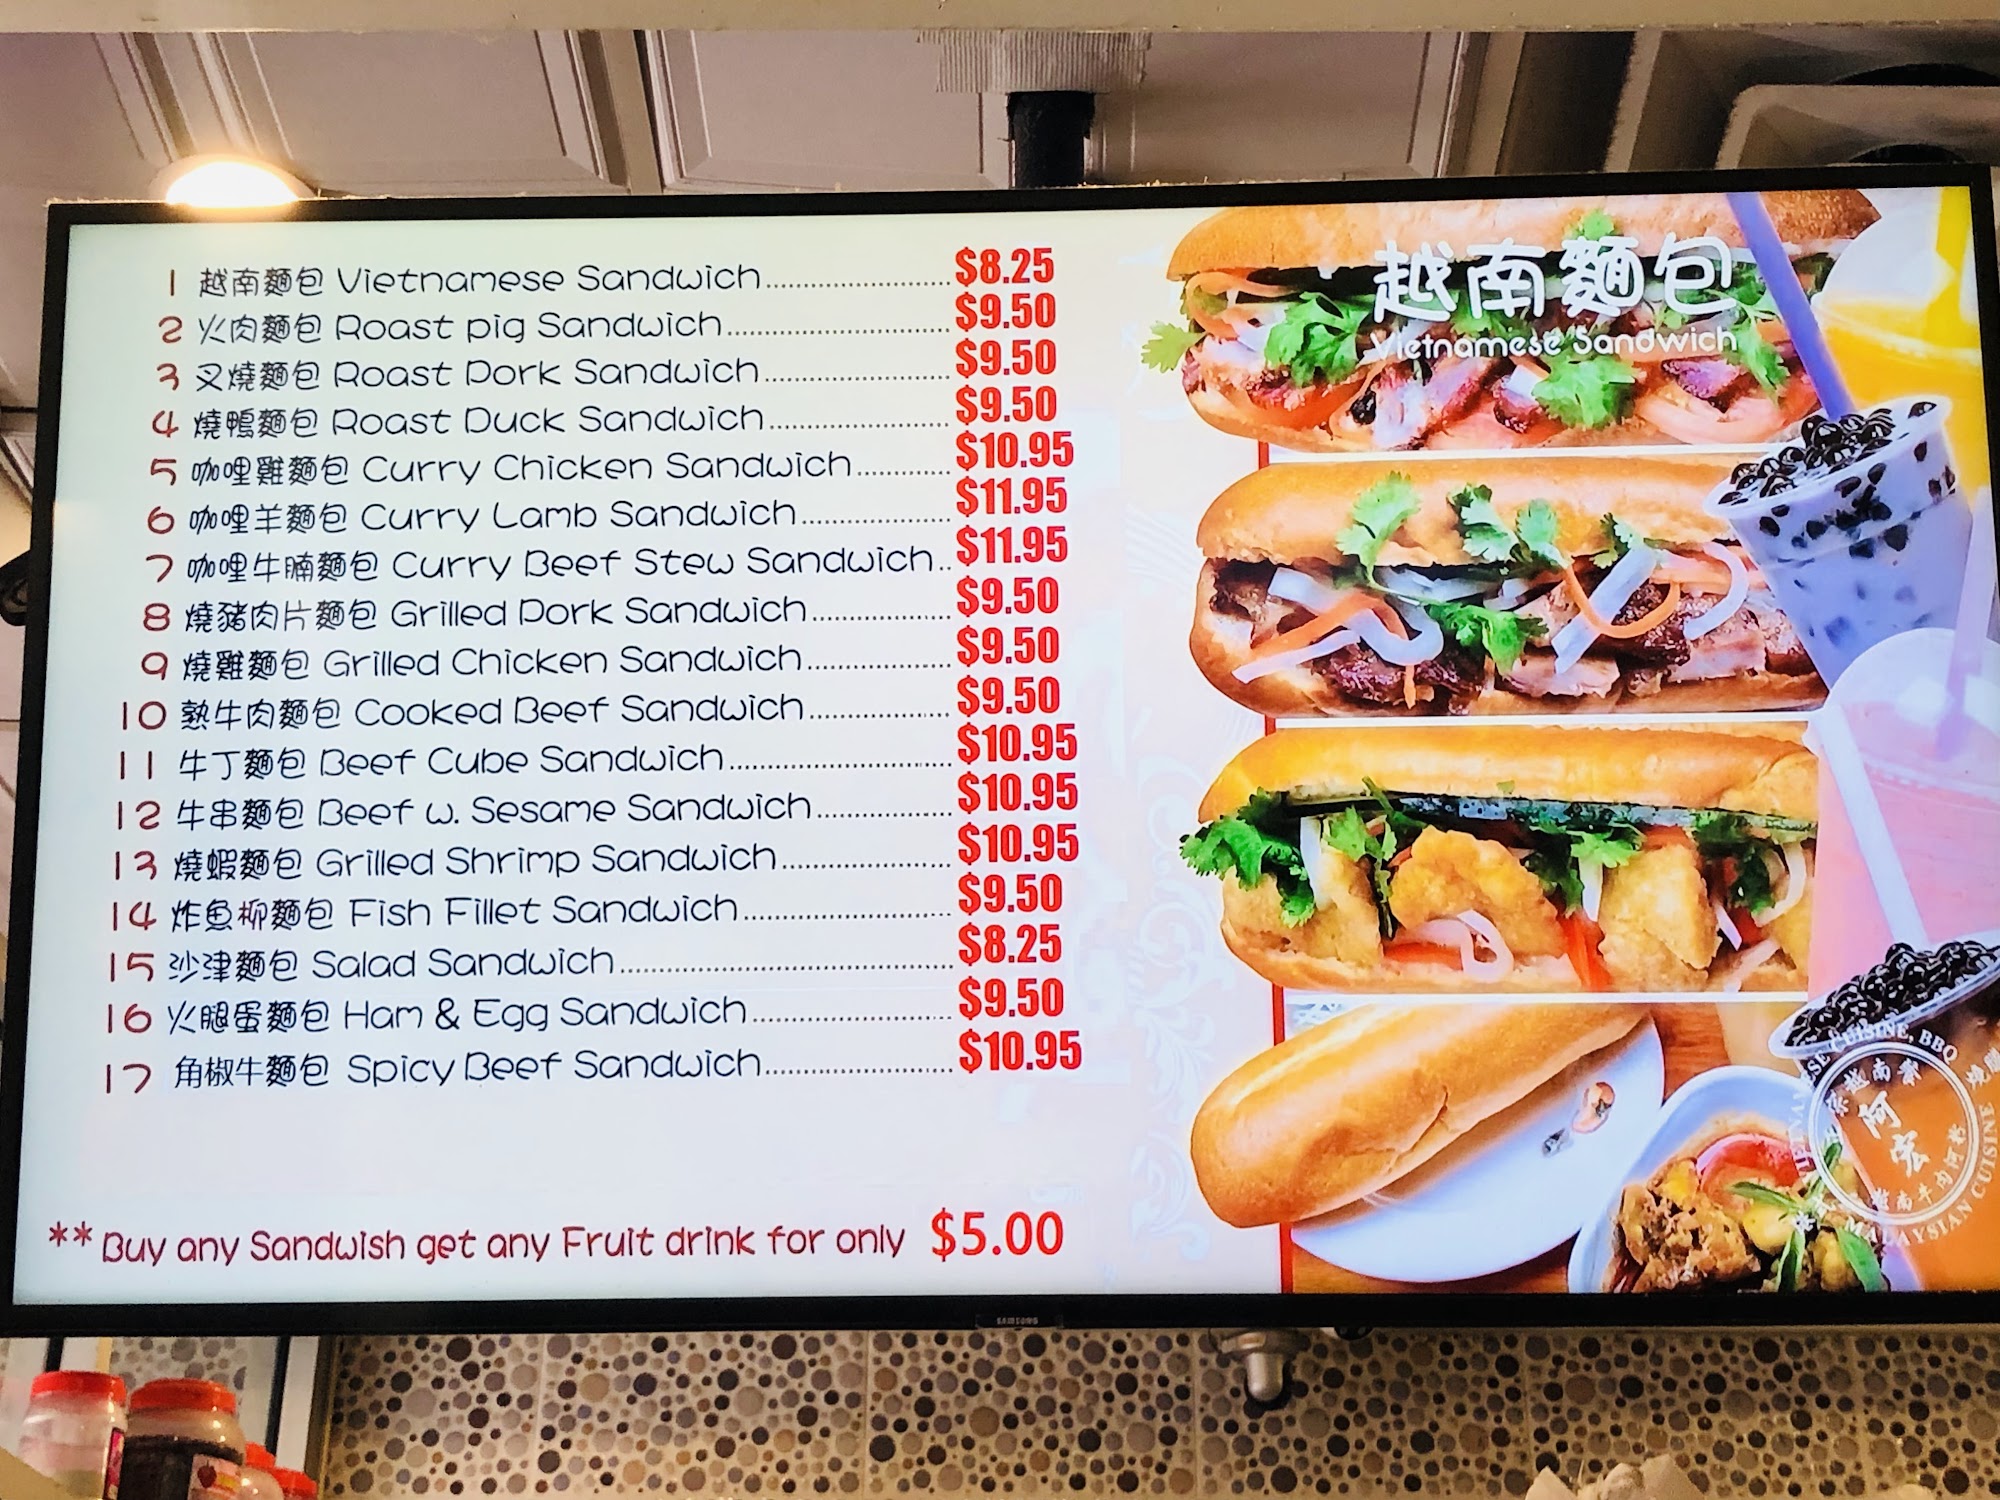 1 越南麵包 Vietnamese Sandwich $8.25
2 火肉麵包 Roast pig Sandwich $9.50
3 叉燒麵包 Roast Pork Sandwich $9.50
4 燒鴨麵包 Roast Duck Sandwich $9.50
5 咖哩雞麵包 Curry Chicken Sandwich $10.95
6 咖哩羊麵包 Curry Lamb Sandwich $11.95
7 咖哩牛腩麵包 Curry Beef Stew Sandwich $11.95
8 燒豬肉片麵包 Grilled Pork Sandwich $9.50
9 燒雞麵包 Grilled Chicken Sandwich $9.50
10 熟牛肉麵包 Cooked Beef Sandwich $9.50
11 牛丁麵包 Beef Cube Sandwich $10.95
12 牛串麵包 Beef w. Sesame Sandwich $10.95
13 燒蝦麵包 Grilled Shrimp Sandwich $10.95
14 炸魚柳麵包 Fish Fillet Sandwich $9.50
15 沙津麵包 Salad Sandwich $8.25
16 火腿蛋麵包 Ham & Egg Sandwich $9.50
17 角椒牛麵包 Spicy Beef Sandwich $10.95
** Buy any Sandwish get any Fruit drink for only $5.00
越南麵包
Vietnamese Sandwich
CUISINE, BBQ
MALAYSIAN CUISINE
阿宏
SAMSUNG